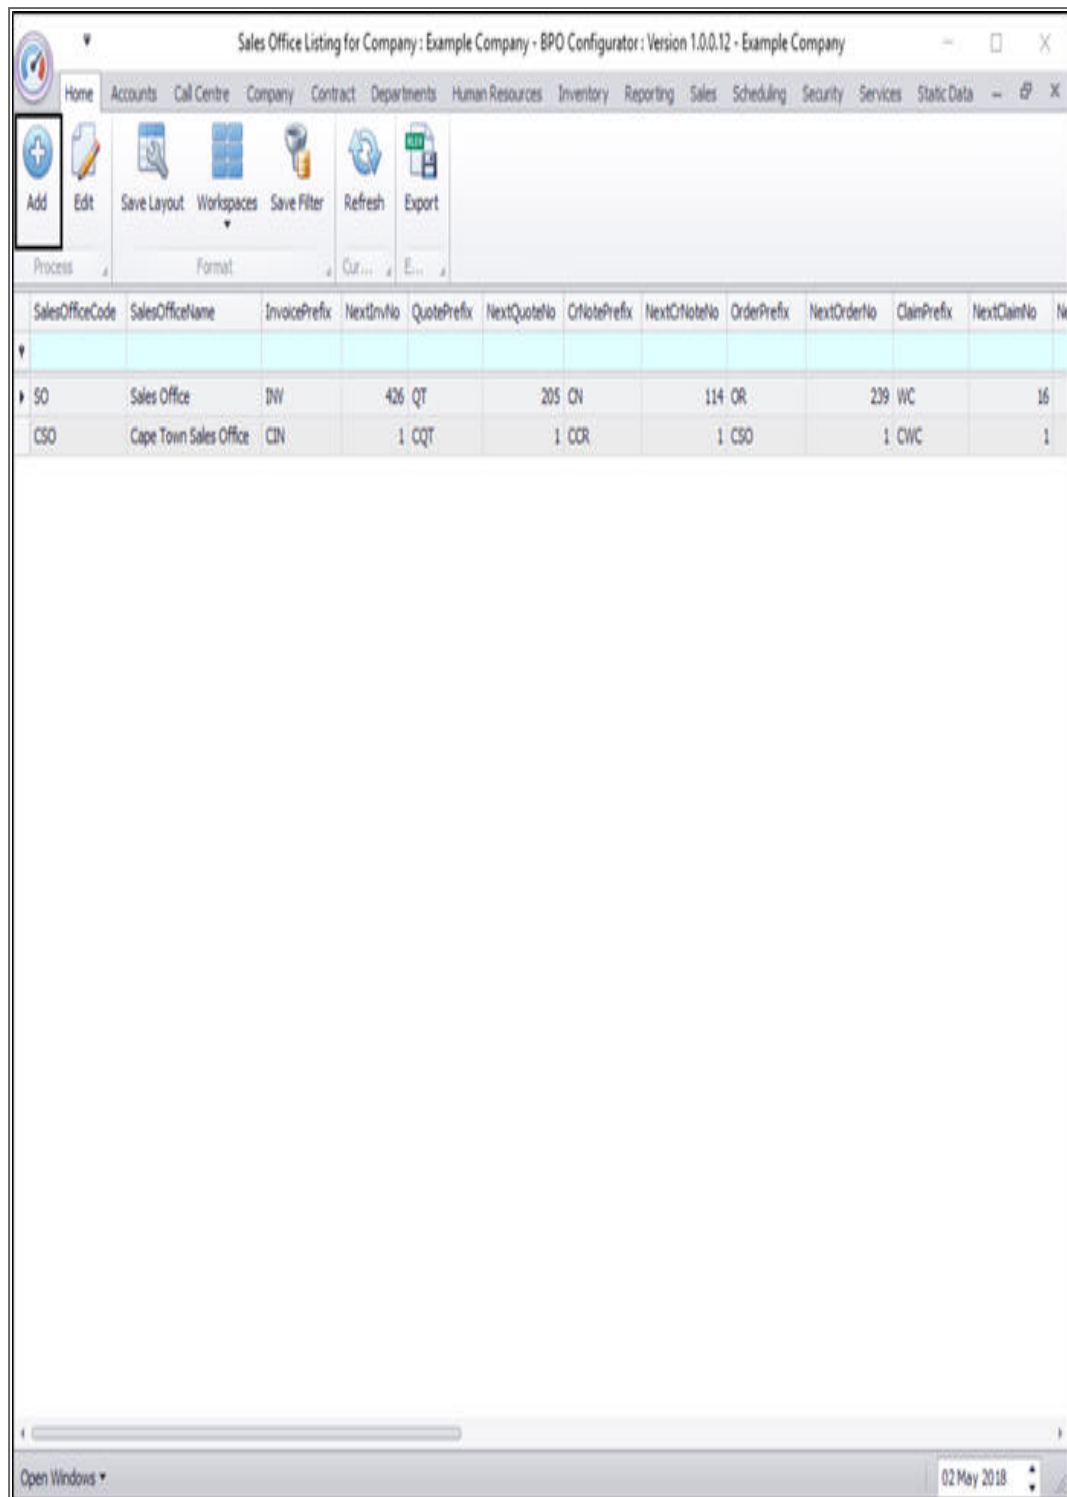 Sales Office Listing for Company : Example Company - BPO Configurator : Version 1.0.0.12 - Example Company
Home Accounts Call Centre Company Contract Departments Human Resources Inventory Reporting Sales Scheduling Security Services Static Data
Add Edit Save Layout Workspaces Save Filter Refresh Export
Process Format Cur... E...
SalesOfficeCode SalesOfficeName InvoicePrefix NextInvNo QuotePrefix NextQuoteNo CrNotePrefix NextCrNoteNo OrderPrefix NextOrderNo ClaimPrefix NextClaimNo Ne
SO Sales Office INV 426 QT 205 CN 114 OR 239 WC 16
CSO Cape Town Sales Office CIN 1 CQT 1 CCR 1 CSO 1 CWC 1
Open Windows 02 May 2018